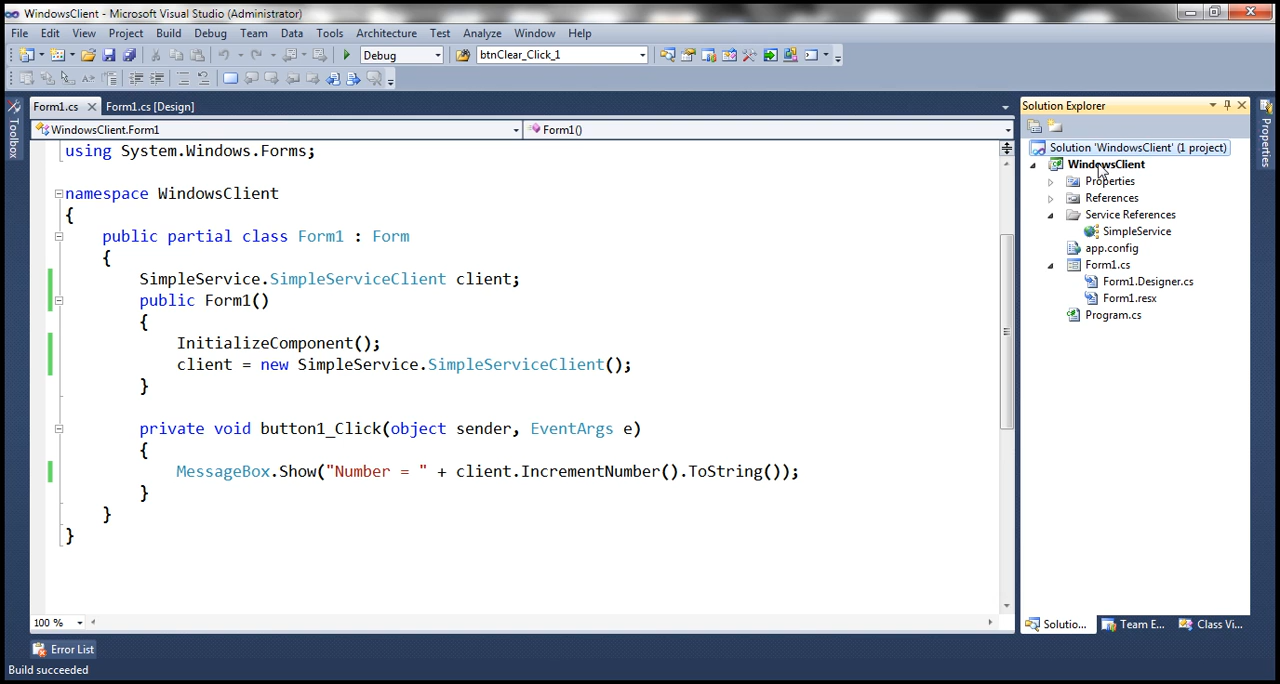 WindowsClient - Microsoft Visual Studio (Administrator)
File Edit View Project Build Debug Team Data Tools Architecture Test Analyze Window Help
Debug btnClear_Click_1
Form1.cs Form1.cs [Design]
WindowsClient.Form1 Form1()
using System.Windows.Forms;
namespace WindowsClient
{
public partial class Form1 : Form
{
SimpleService.SimpleServiceClient client;
public Form1()
{
InitializeComponent();
client = new SimpleService.SimpleServiceClient();
}
private void button1_Click(object sender, EventArgs e)
{
MessageBox.Show("Number = " + client.IncrementNumber().ToString());
}
}
}
100 %
Toolbox
Solution Explorer
Solution 'WindowsClient' (1 project)
WindowsClient
Properties
References
Service References
SimpleService
app.config
Form1.cs
Form1.Designer.cs
Form1.resx
Program.cs
Solutio... Team E... Class Vi...
Properties
Error List
Build succeeded